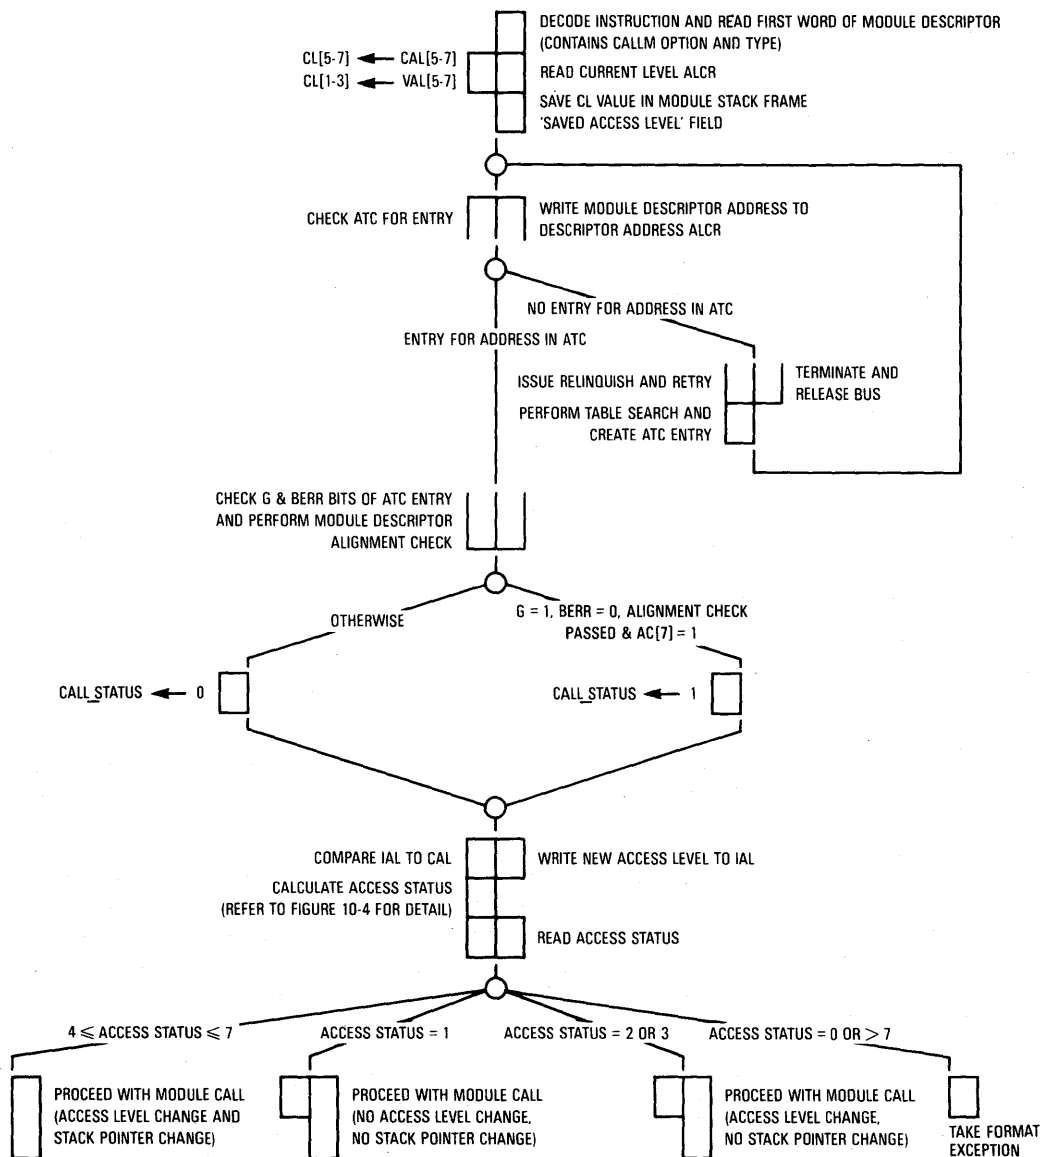 DECODE INSTRUCTION AND READ FIRST WORD OF MODULE DESCRIPTOR
(CONTAINS CALLM OPTION AND TYPE)
CL[5-7] ← CAL[5-7]
CL[1-3] ← VAL[5-7]
READ CURRENT LEVEL ALCR
SAVE CL VALUE IN MODULE STACK FRAME
'SAVED ACCESS LEVEL' FIELD
CHECK ATC FOR ENTRY
WRITE MODULE DESCRIPTOR ADDRESS TO
DESCRIPTOR ADDRESS ALCR
NO ENTRY FOR ADDRESS IN ATC
ENTRY FOR ADDRESS IN ATC
ISSUE RELINQUISH AND RETRY
TERMINATE AND
RELEASE BUS
PERFORM TABLE SEARCH AND
CREATE ATC ENTRY
CHECK G & BERR BITS OF ATC ENTRY
AND PERFORM MODULE DESCRIPTOR
ALIGNMENT CHECK
OTHERWISE
G = 1, BERR = 0, ALIGNMENT CHECK
PASSED & AC[7] = 1
CALL_STATUS ← 0
CALL_STATUS ← 1
COMPARE IAL TO CAL
WRITE NEW ACCESS LEVEL TO IAL
CALCULATE ACCESS STATUS
(REFER TO FIGURE 10-4 FOR DETAIL)
READ ACCESS STATUS
4 ⩽ ACCESS STATUS ⩽ 7
ACCESS STATUS = 1
ACCESS STATUS = 2 OR 3
ACCESS STATUS = 0 OR > 7
PROCEED WITH MODULE CALL
(ACCESS LEVEL CHANGE AND
STACK POINTER CHANGE)
PROCEED WITH MODULE CALL
(NO ACCESS LEVEL CHANGE,
NO STACK POINTER CHANGE)
PROCEED WITH MODULE CALL
(ACCESS LEVEL CHANGE,
NO STACK POINTER CHANGE)
TAKE FORMAT
EXCEPTION